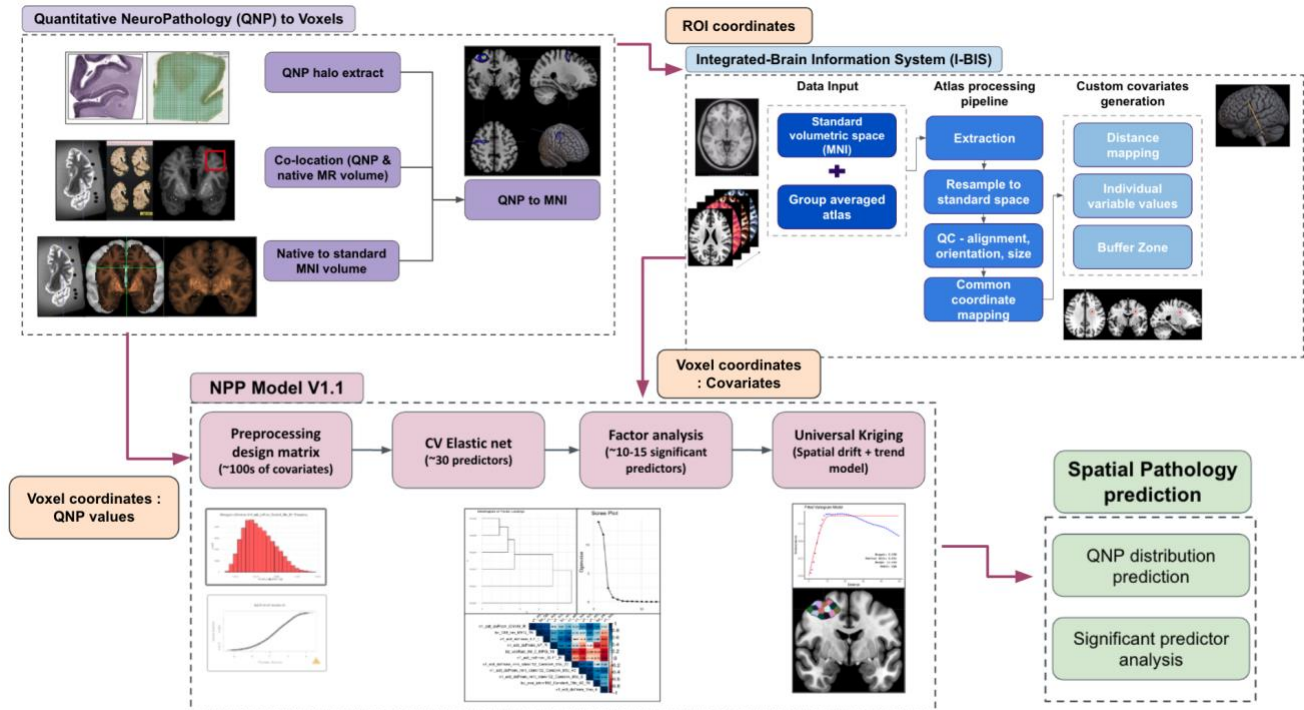 Quantitative NeuroPathology (QNP) to Voxels
QNP halo extract
Co-location (QNP &
native MR volume)
Native to standard
MNI volume
QNP to MNI
ROI coordinates
Integrated-Brain Information System (I-BIS)
Data Input
Standard
volumetric space
(MNI)
+
Group averaged
atlas
Atlas processing
pipeline
Extraction
Resample to
standard space
QC - alignment,
orientation, size
Common
coordinate
mapping
Custom covariates
generation
Distance
mapping
Individual
variable values
Buffer Zone
Voxel coordinates
: Covariates
Voxel coordinates :
QNP values
NPP Model V1.1
Preprocessing
design matrix
(~100s of covariates)
CV Elastic net
(~30 predictors)
Factor analysis
(~10-15 significant
predictors)
Universal Kriging
(Spatial drift + trend
model)
Scree Plot
Spatial Pathology
prediction
QNP distribution
prediction
Significant predictor
analysis